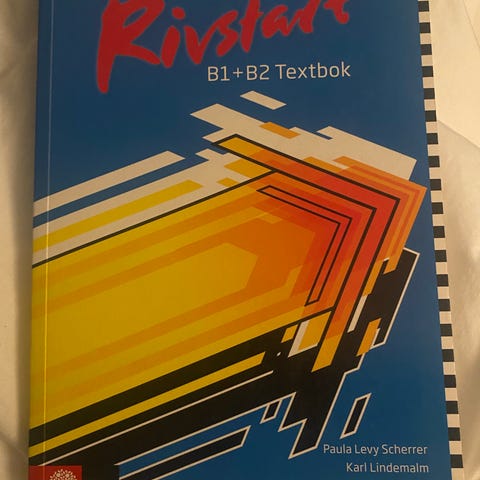 Rivstart
B1+B2 Textbok
Paula Levy Scherrer
Karl Lindemalm